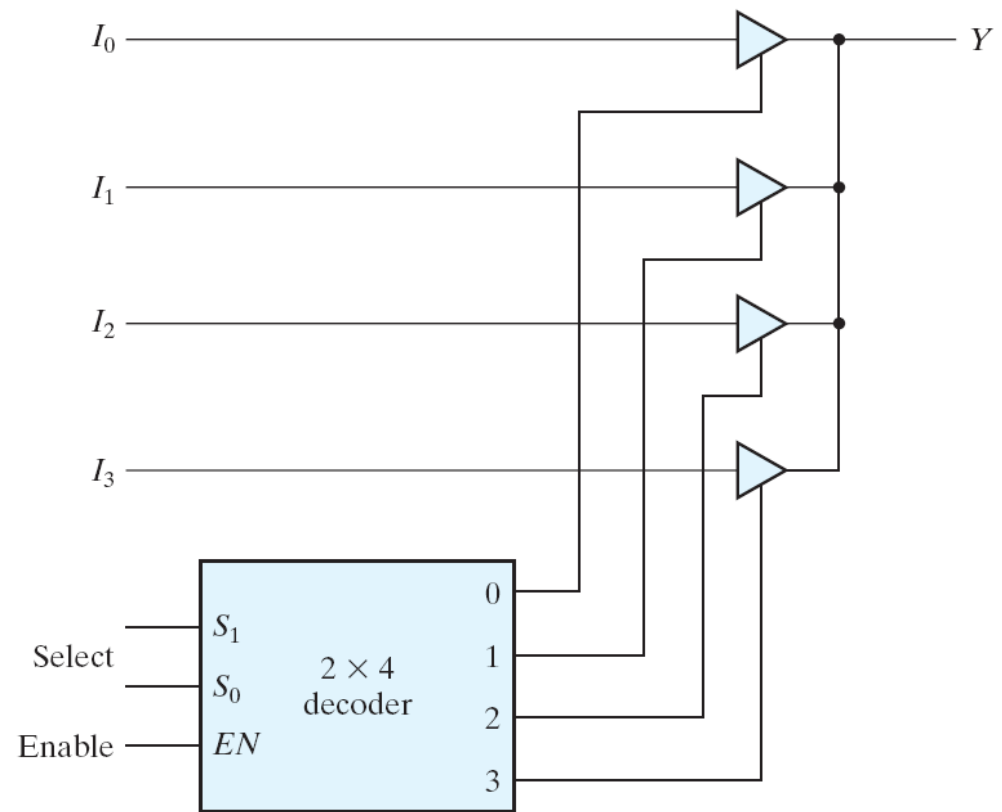 I₀
Y
I₁
I₂
I₃
0
S₁
1
Select
2 × 4
decoder
S₀
2
Enable
EN
3